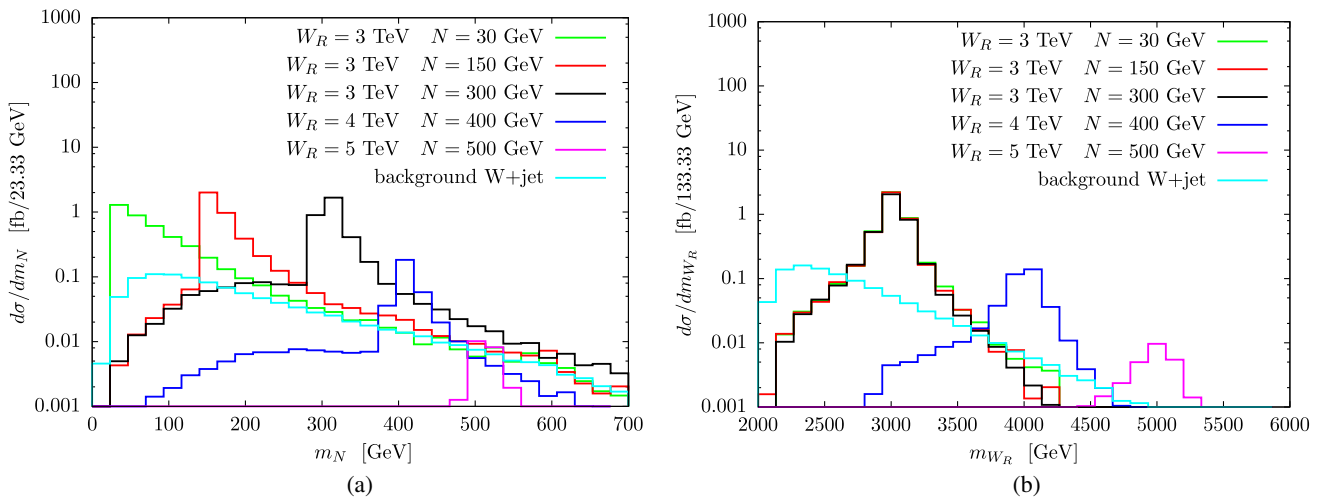 1000
100
10
1
0.1
0.01
0.001
dσ/dm_N [fb/23.33 GeV]
W_R = 3 TeV N = 30 GeV
W_R = 3 TeV N = 150 GeV
W_R = 3 TeV N = 300 GeV
W_R = 4 TeV N = 400 GeV
W_R = 5 TeV N = 500 GeV
background W+jet
0 100 200 300 400 500 600 700
m_N [GeV]
(a)
1000
100
10
1
0.1
0.01
0.001
dσ/dm_{W_R} [fb/133.33 GeV]
W_R = 3 TeV N = 30 GeV
W_R = 3 TeV N = 150 GeV
W_R = 3 TeV N = 300 GeV
W_R = 4 TeV N = 400 GeV
W_R = 5 TeV N = 500 GeV
background W+jet
2000 2500 3000 3500 4000 4500 5000 5500 6000
m_{W_R} [GeV]
(b)